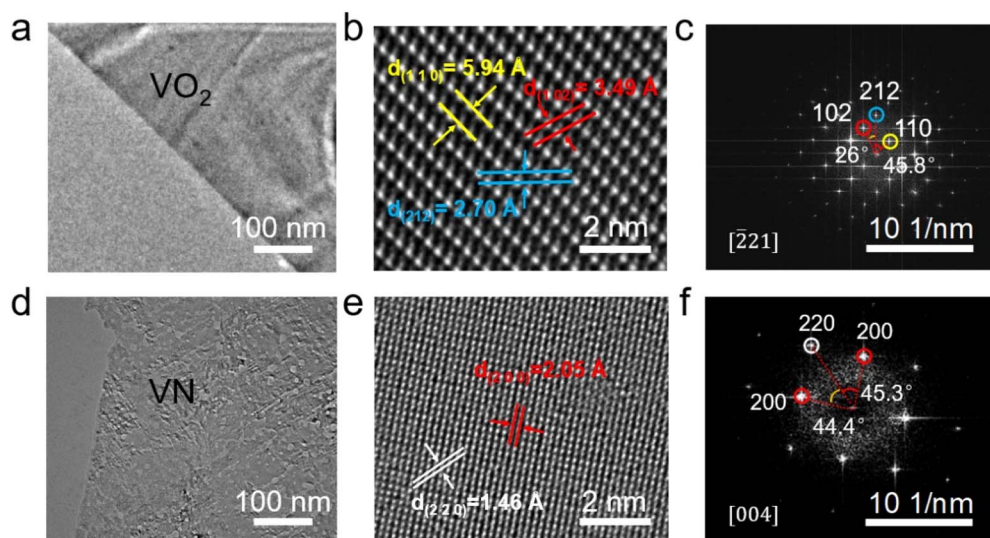 a
VO₂
100 nm
b
d(1 1 0)= 5.94 Å
d(1 02)= 3.49 Å
d(212)= 2.70 Å
2 nm
c
212
102
110
26°
45.8°
[2̄21]
10 1/nm
d
VN
100 nm
e
d(2 0 0)=2.05 Å
d(2 2 0)=1.46 Å
2 nm
f
220
200
200
45.3°
44.4°
[004]
10 1/nm